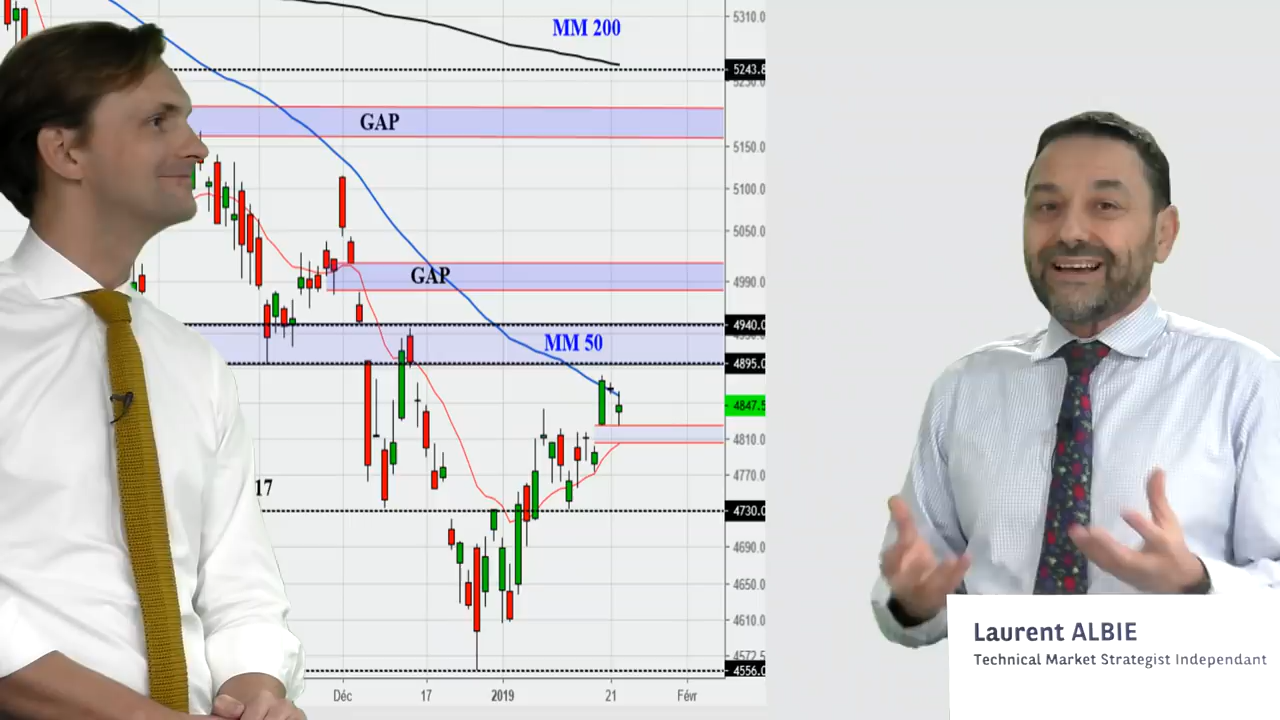 5310.0
MM 200
5243.8
GAP
5150.0
5100.0
5050.0
GAP
4990.0
4940.0
MM 50
4895.0
4847.5
4810.0
4770.0
17
4730.0
4690.0
4650.0
4610.0
4572.5
4556.0
Déc
17
2019
21
Févr
Laurent ALBIE
Technical Market Strategist Independant